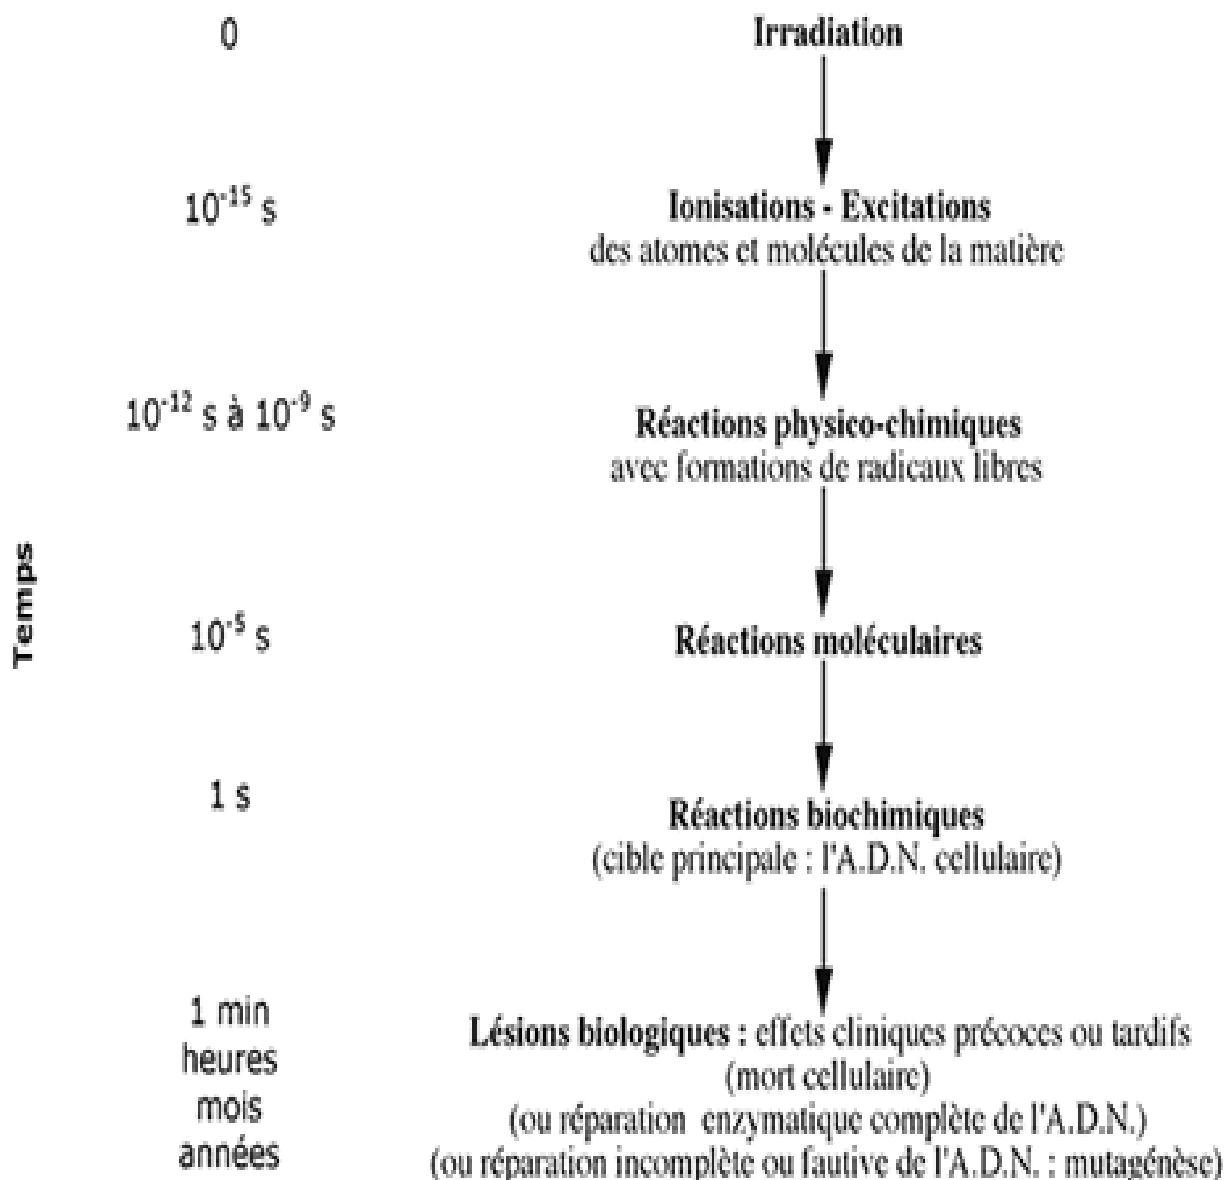 0
Irradiation
10⁻¹⁵ s
Ionisations - Excitations
des atomes et molécules de la matière
10⁻¹² s à 10⁻⁹ s
Réactions physico-chimiques
avec formations de radicaux libres
Temps
10⁻⁵ s
Réactions moléculaires
1 s
Réactions biochimiques
(cible principale : l'A.D.N. cellulaire)
1 min
heures
mois
années
Lésions biologiques : effets cliniques précoces ou tardifs
(mort cellulaire)
(ou réparation enzymatique complète de l'A.D.N.)
(ou réparation incomplète ou fautive de l'A.D.N. : mutagénèse)